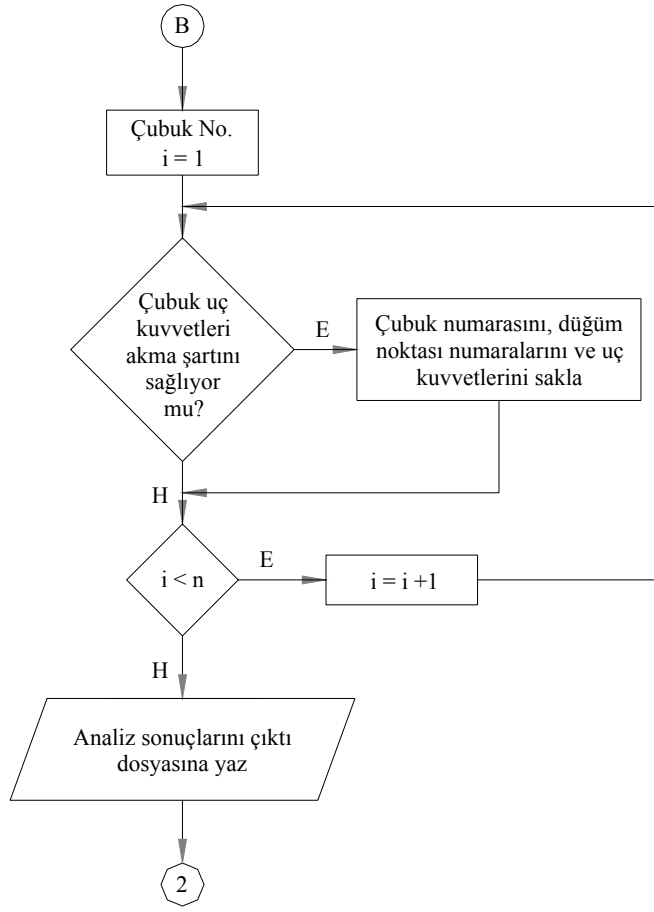 B
Çubuk No.
i = 1
Çubuk uç
kuvvetleri
akma şartını
sağlıyor
mu?
E
Çubuk numarasını, düğüm
noktası numaralarını ve uç
kuvvetlerini sakla
H
i < n
E
i = i +1
H
Analiz sonuçlarını çıktı
dosyasına yaz
2